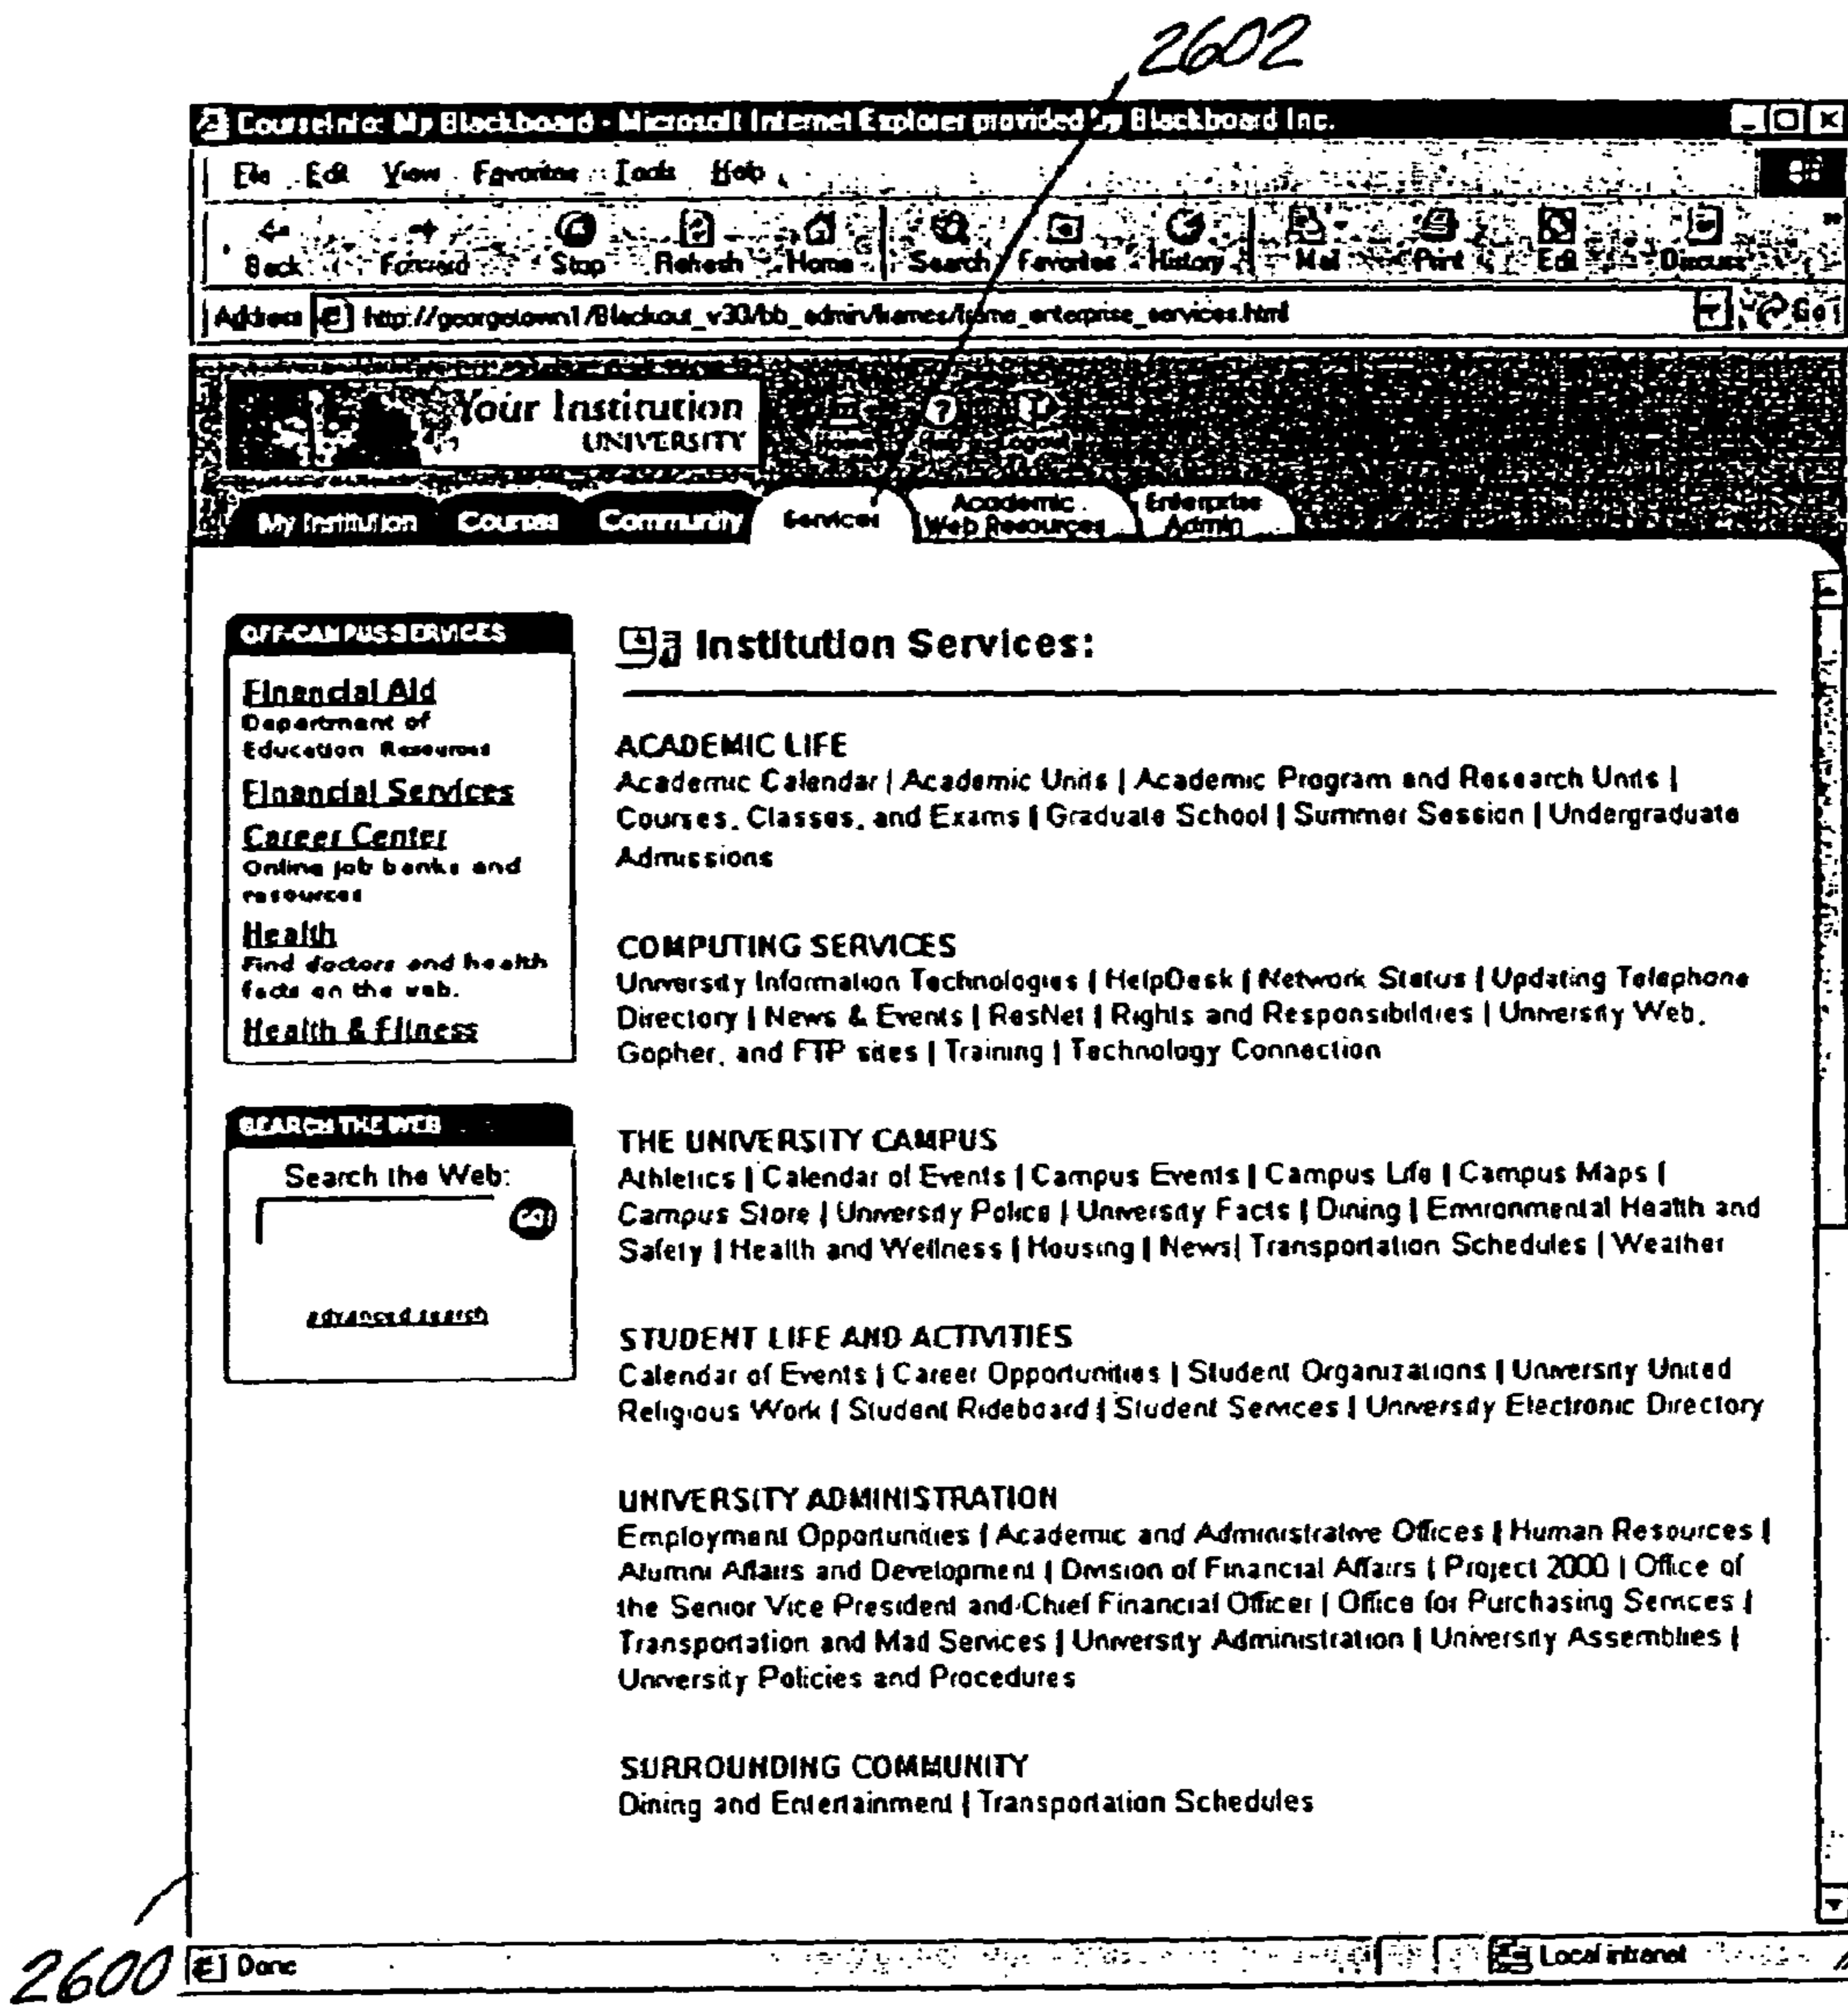 2602
CourseInfo: My Blackboard - Microsoft Internet Explorer provided by Blackboard Inc.
File Edit View Favorites Tools Help
Back Forward Stop Refresh Home Search Favorites History Mail Print Edit Discuss
Address http://georgetown1/Blackout_v30/bb_admin/frames/frame_enterprise_services.html Go
Your Institution
UNIVERSITY
Home Help Logout
My Institution Courses Community Services Academic Web Resources Enterprise Admin
OFF-CAMPUS SERVICES
Financial Aid
Department of
Education Resources
Financial Services
Career Center
Online job banks and
resources
Health
Find doctors and health
facts on the web.
Health & Fitness
SEARCH THE WEB
Search the Web:
advanced search
Institution Services:
ACADEMIC LIFE
Academic Calendar | Academic Units | Academic Program and Research Units |
Courses, Classes, and Exams | Graduate School | Summer Session | Undergraduate
Admissions
COMPUTING SERVICES
University Information Technologies | HelpDesk | Network Status | Updating Telephone
Directory | News & Events | ResNet | Rights and Responsibilities | University Web,
Gopher, and FTP sites | Training | Technology Connection
THE UNIVERSITY CAMPUS
Athletics | Calendar of Events | Campus Events | Campus Life | Campus Maps |
Campus Store | University Police | University Facts | Dining | Environmental Health and
Safety | Health and Wellness | Housing | News | Transportation Schedules | Weather
STUDENT LIFE AND ACTIVITIES
Calendar of Events | Career Opportunities | Student Organizations | University United
Religious Work | Student Rideboard | Student Services | University Electronic Directory
UNIVERSITY ADMINISTRATION
Employment Opportunities | Academic and Administrative Offices | Human Resources |
Alumni Affairs and Development | Division of Financial Affairs | Project 2000 | Office of
the Senior Vice President and Chief Financial Officer | Office for Purchasing Services |
Transportation and Mail Services | University Administration | University Assemblies |
University Policies and Procedures
SURROUNDING COMMUNITY
Dining and Entertainment | Transportation Schedules
2600
Done Local intranet